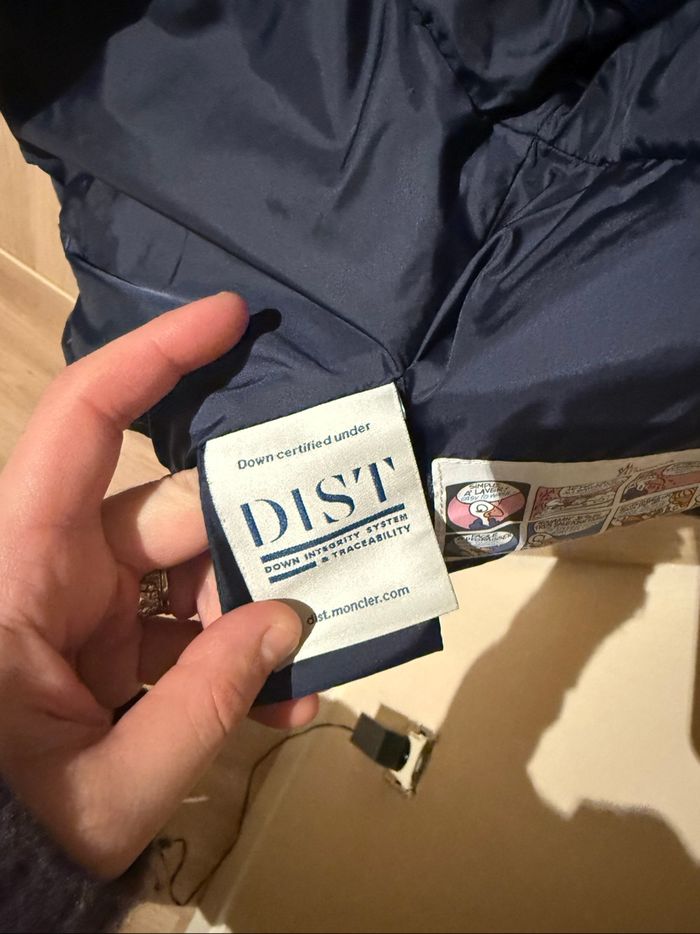 Down certified under
DIST
DOWN INTEGRITY SYSTEM
& TRACEABILITY
dist.moncler.com